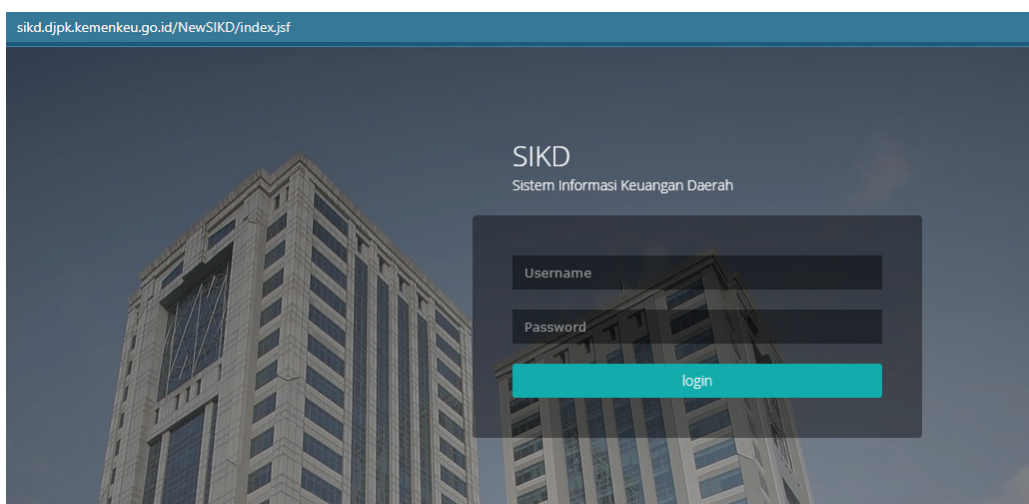 sikd.djpk.kemenkeu.go.id/NewSIKD/index.jsf
SIKD
Sistem Informasi Keuangan Daerah
Username
Password
login